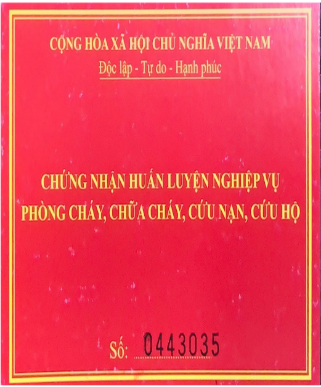 CỘNG HÒA XÃ HỘI CHỦ NGHĨA VIỆT NAM
Độc lập - Tự do - Hạnh phúc
CHỨNG NHẬN HUẤN LUYỆN NGHIỆP VỤ
PHÒNG CHÁY, CHỮA CHÁY, CỨU NẠN, CỨU HỘ
Số: 0443035